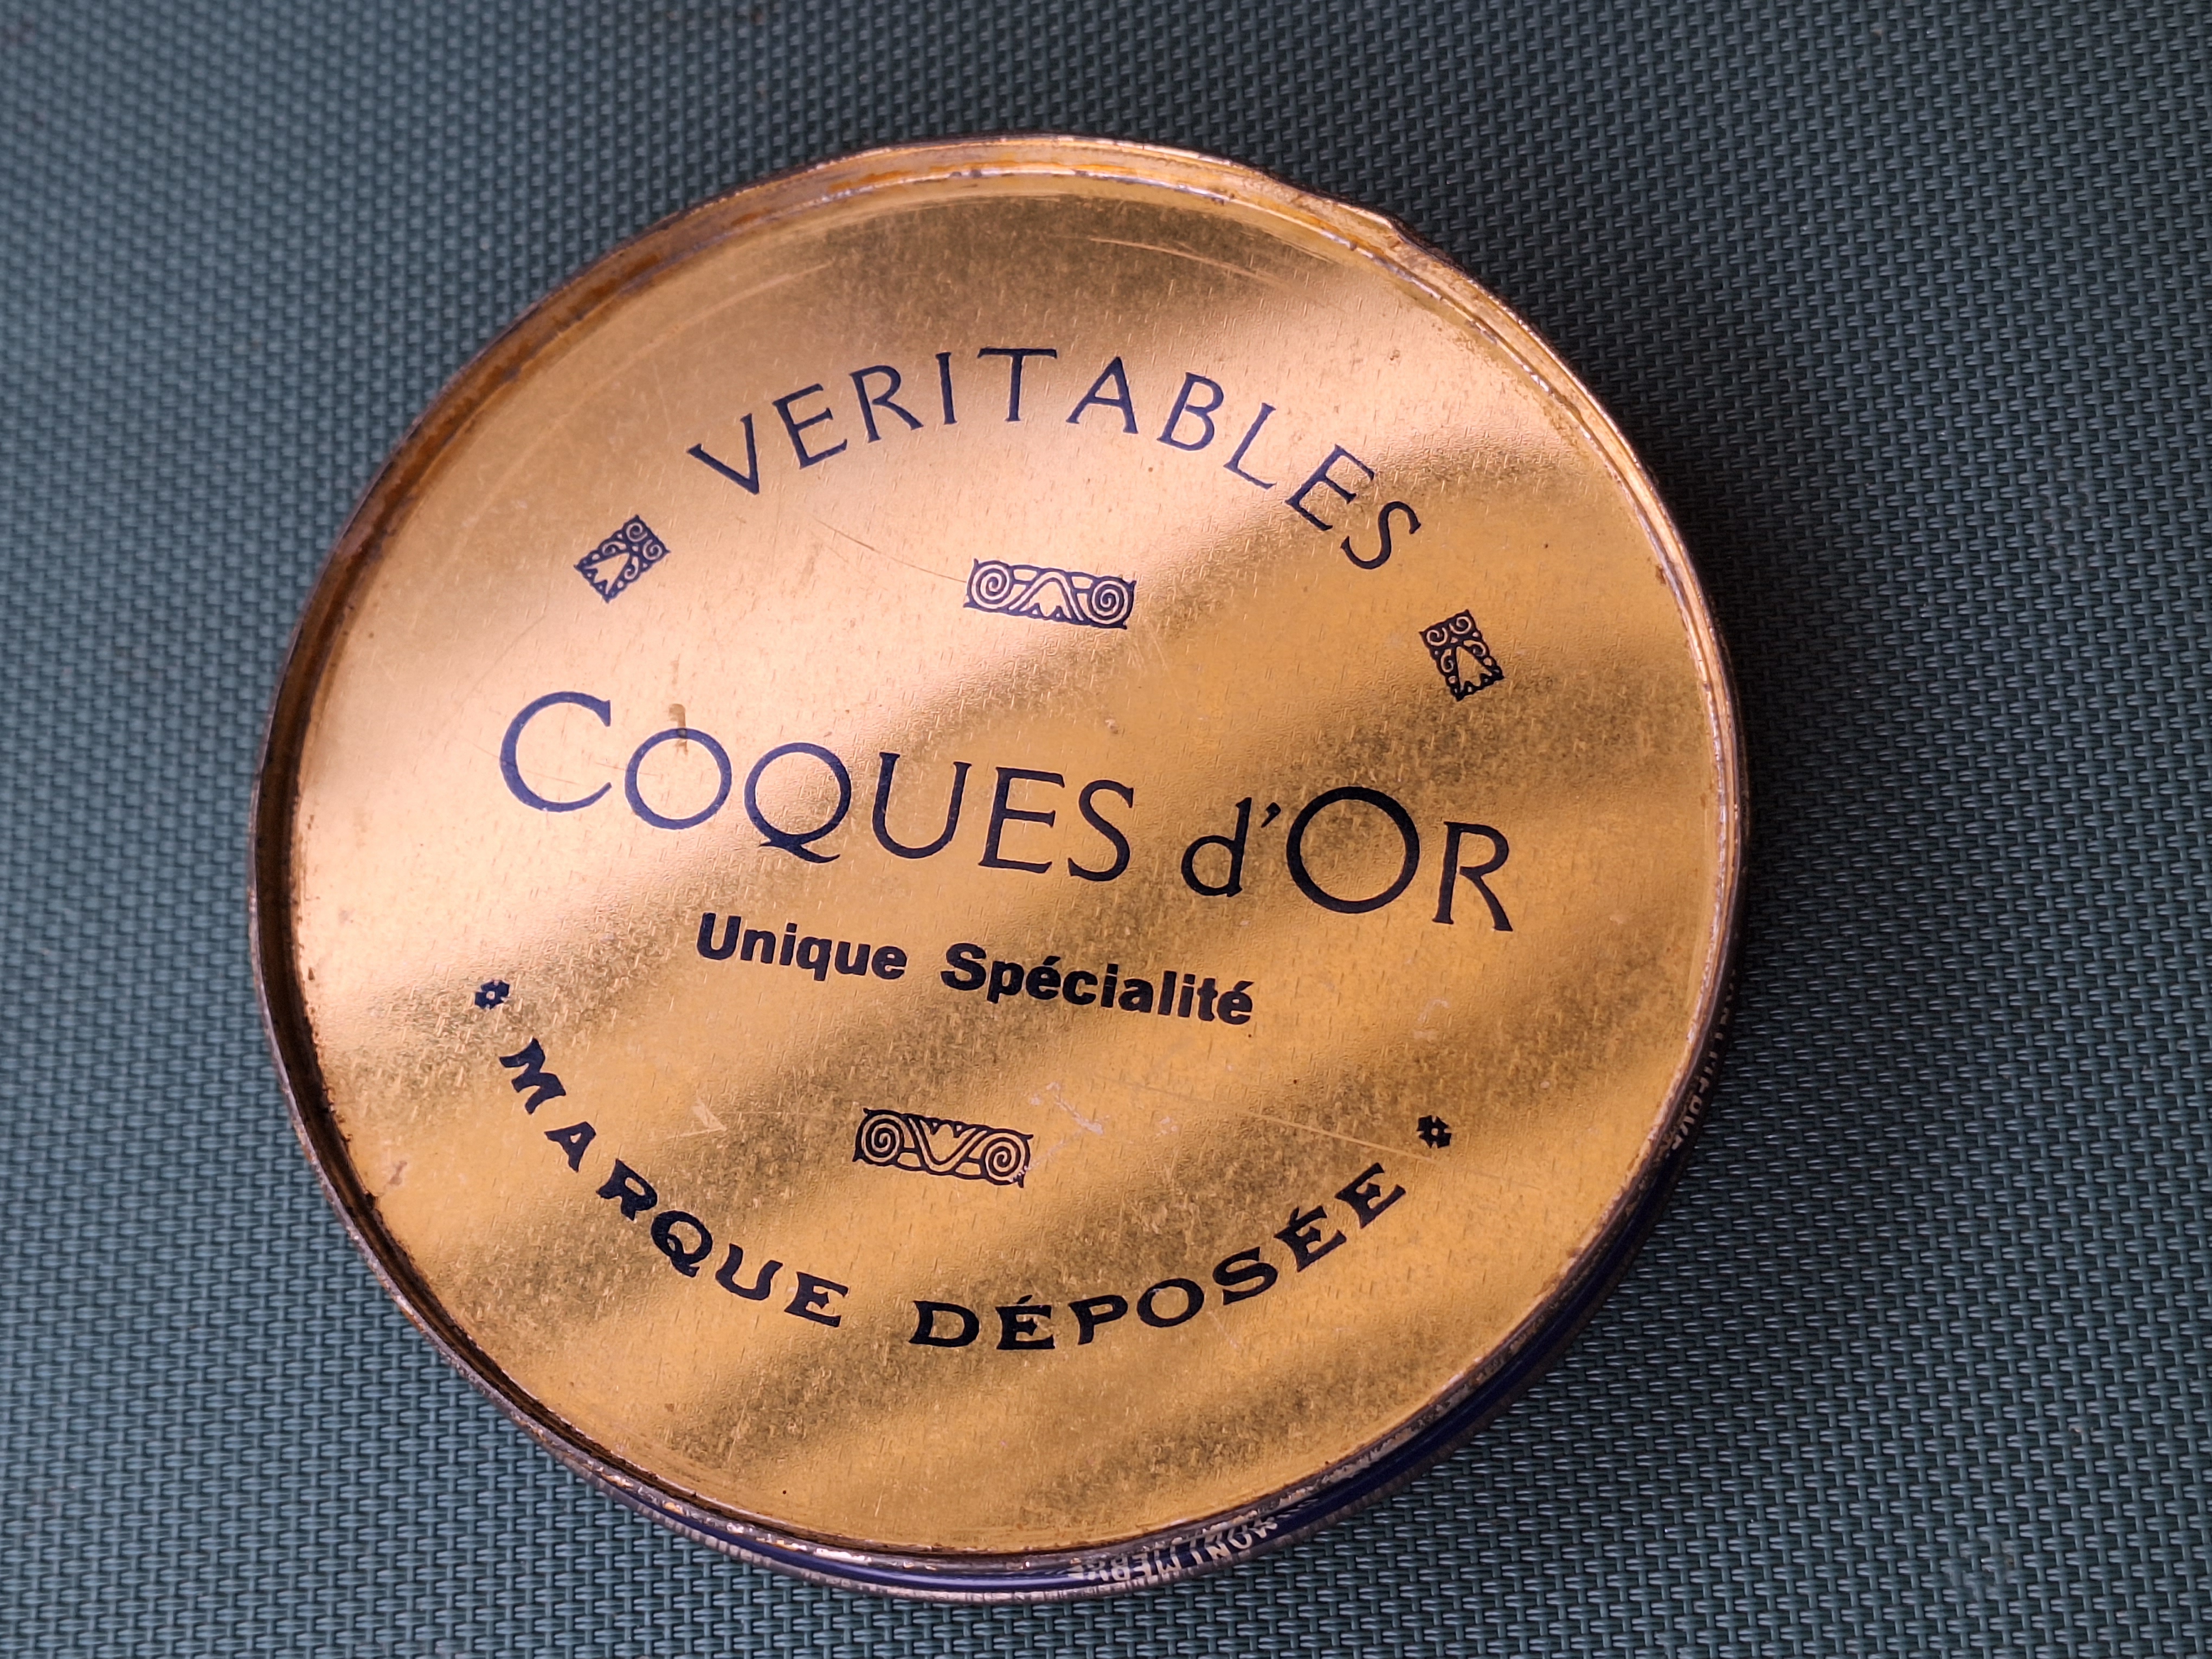 VERITABLES
COQUES d'OR
Unique Spécialité
MARQUE DÉPOSÉE